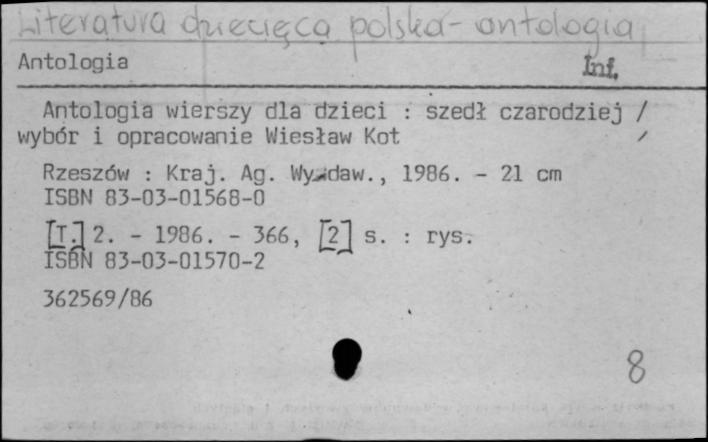 Literatura dziecięca polska - antologia
Antologia
Inf.
Antologia wierszy dla dzieci : szedł czarodziej /
wybór i opracowanie Wiesław Kot /
Rzeszów : Kraj. Ag. Wydaw., 1986. - 21 cm
ISBN 83-03-01568-0
[T.] 2. - 1986. - 366, [2] s. : rys.
ISBN 83-03-01570-2
362569/86
8